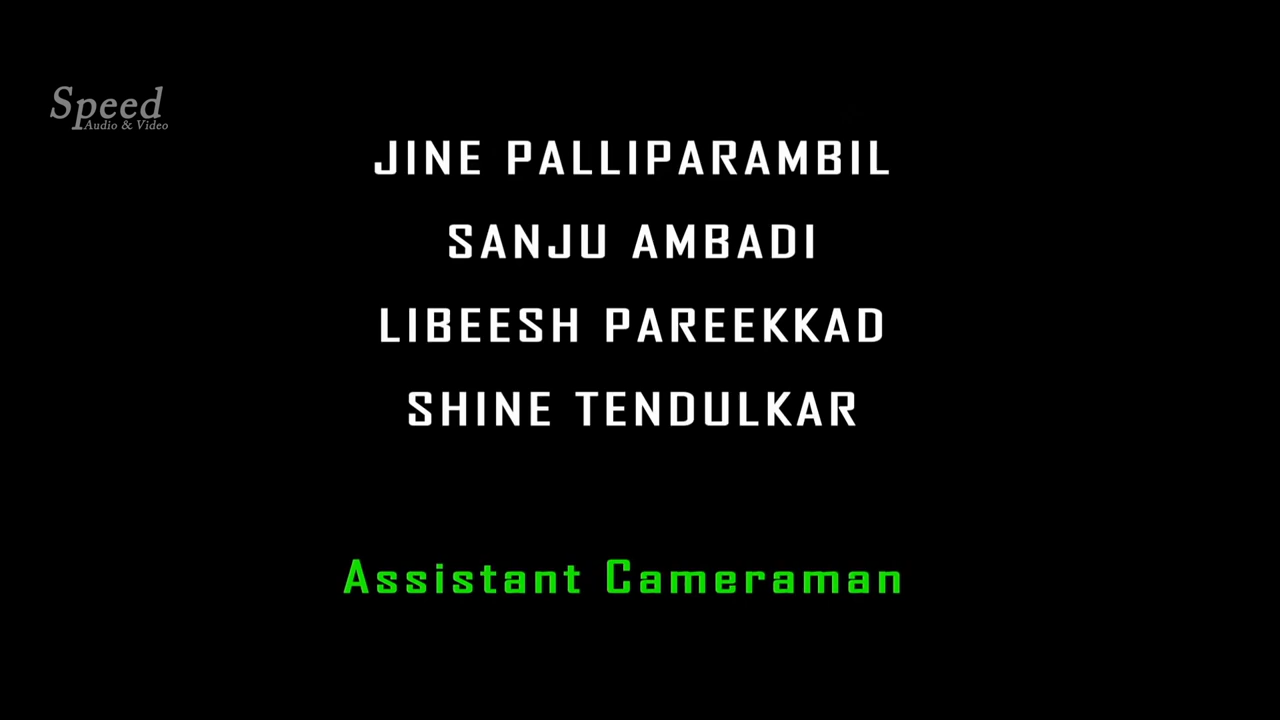 Speed
Audio & Video
JINE PALLIPARAMBIL
SANJU AMBADI
LIBEESH PAREEKKAD
SHINE TENDULKAR
Assistant Cameraman